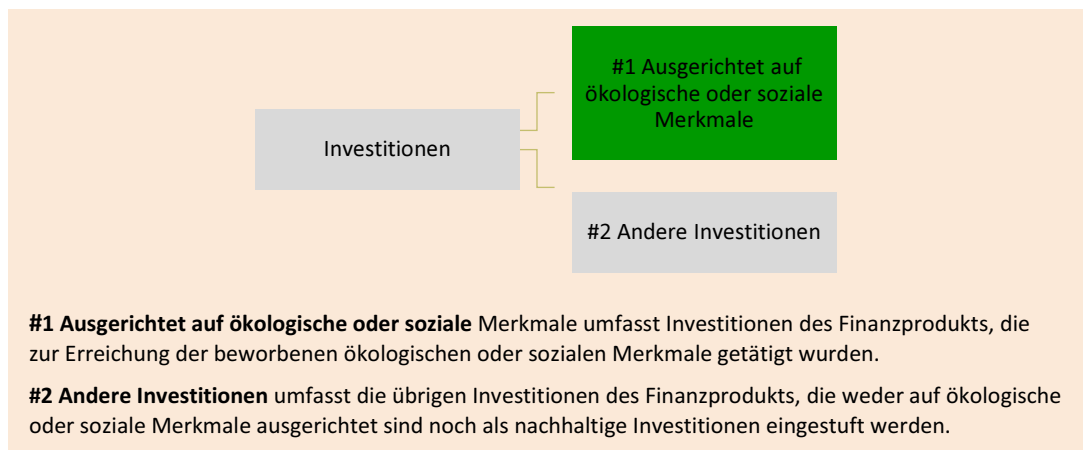 #1 Ausgerichtet auf
ökologische oder soziale
Merkmale
Investitionen
#2 Andere Investitionen
#1 Ausgerichtet auf ökologische oder soziale Merkmale umfasst Investitionen des Finanzprodukts, die
zur Erreichung der beworbenen ökologischen oder sozialen Merkmale getätigt wurden.
#2 Andere Investitionen umfasst die übrigen Investitionen des Finanzprodukts, die weder auf ökologische
oder soziale Merkmale ausgerichtet sind noch als nachhaltige Investitionen eingestuft werden.